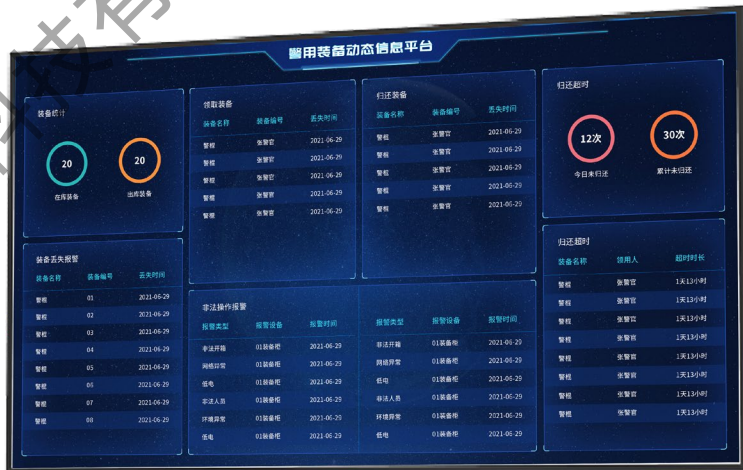 科技有
警用装备动态信息平台
装备统计
20
在库装备
20
出库装备
领取装备
装备名称 装备编号 丢失时间
警棍 张警官 2021-06-29
警棍 张警官 2021-06-29
警棍 张警官 2021-06-29
警棍 张警官 2021-06-29
警棍 张警官 2021-06-29
归还装备
装备名称 装备编号 丢失时间
警棍 张警官 2021-06-29
警棍 张警官 2021-06-29
警棍 张警官 2021-06-29
警棍 张警官 2021-06-29
警棍 张警官 2021-06-29
归还超时
12次
今日未归还
30次
累计未归还
装备丢失报警
装备名称 装备编号 丢失时间
警棍 01 2021-06-29
警棍 02 2021-06-29
警棍 03 2021-06-29
警棍 04 2021-06-29
警棍 05 2021-06-29
警棍 06 2021-06-29
警棍 07 2021-06-29
警棍 08 2021-06-29
非法操作报警
报警类型 报警设备 报警时间 报警类型 报警设备 报警时间
非法开箱 01装备柜 2021-06-29 非法开箱 01装备柜 2021-06-29
网络异常 01装备柜 2021-06-29 网络异常 01装备柜 2021-06-29
低电 01装备柜 2021-06-29 低电 01装备柜 2021-06-29
非法人员 01装备柜 2021-06-29 非法人员 01装备柜 2021-06-29
环境异常 01装备柜 2021-06-29 环境异常 01装备柜 2021-06-29
低电 01装备柜 2021-06-29 低电 01装备柜 2021-06-29
归还超时
装备名称 领用人 超时时长
警棍 张警官 1天13小时
警棍 张警官 1天13小时
警棍 张警官 1天13小时
警棍 张警官 1天13小时
警棍 张警官 1天13小时
警棍 张警官 1天13小时
警棍 张警官 1天13小时
警棍 张警官 1天13小时